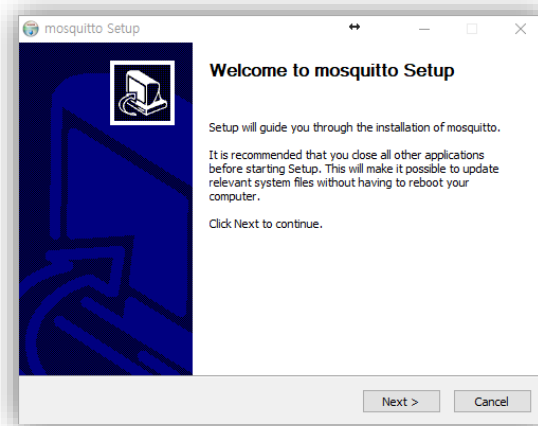 mosquitto Setup
Welcome to mosquitto Setup
Setup will guide you through the installation of mosquitto.
It is recommended that you close all other applications
before starting Setup. This will make it possible to update
relevant system files without having to reboot your
computer.
Click Next to continue.
Next >
Cancel